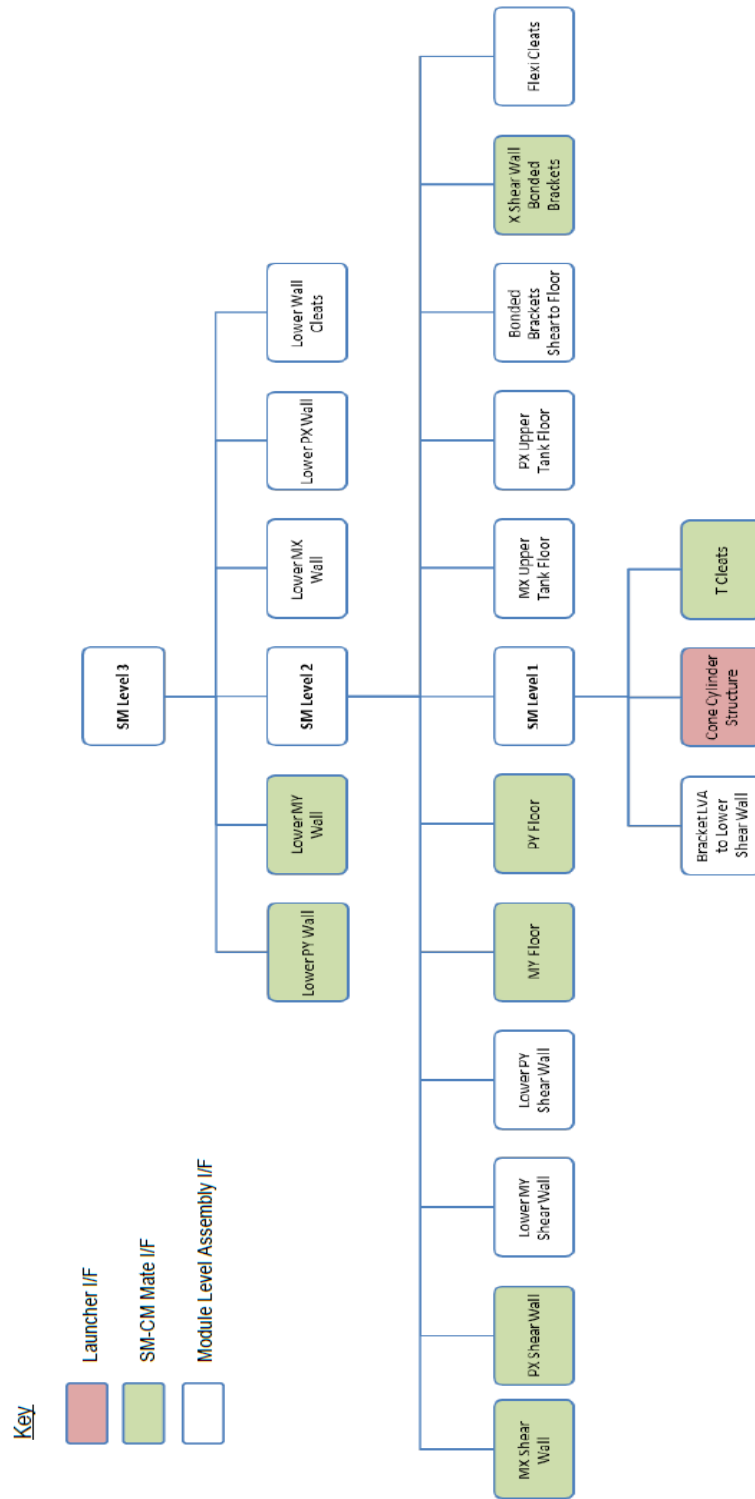 Key
Launcher I/F
SM-CM Mate I/F
Module Level Assembly I/F
SM Level 3
Lower PY Wall
Lower MY
Wall
SM Level 2
Lower MX
Wall
Lower PX Wall
Lower Wall
Cleats
MX Shear
Wall
PX Shear Wall
Lower MY
Shear Wall
Lower PY
Shear Wall
MY Floor
PY Floor
SM Level 1
MX Upper
Tank Floor
PX Upper
Tank Floor
Bonded
Brackets
Shear to Floor
X Shear Wall
Bonded
Brackets
Flexi Cleats
Bracket LVA
to Lower
Shear Wall
Cone Cylinder
Structure
T Cleats